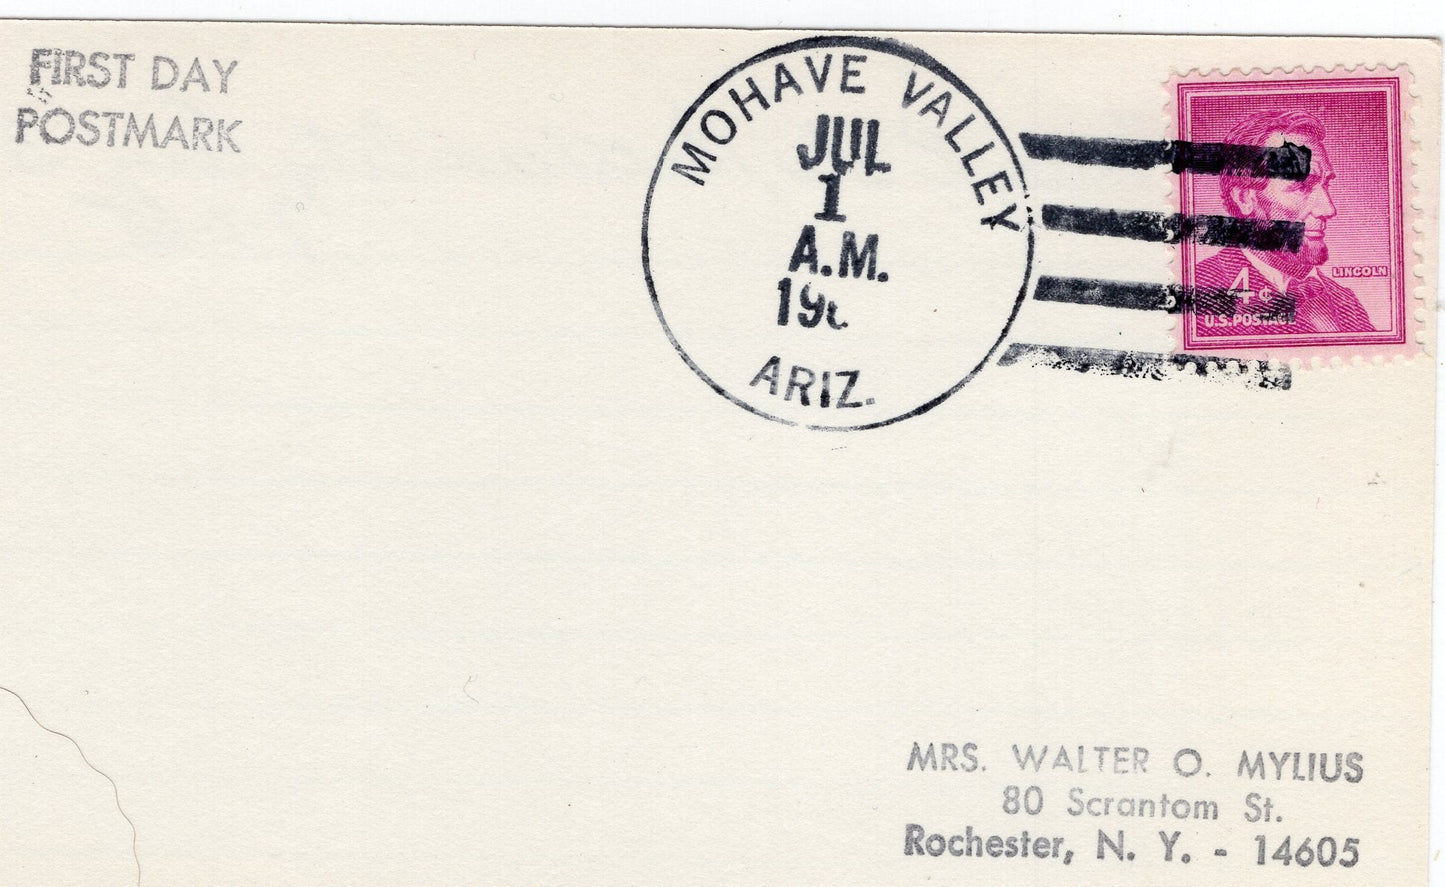 FIRST DAY
POSTMARK
MOHAVE VALLEY
JUL
1
A.M.
ARIZ.
LINCOLN
4¢
U.S. POSTAGE
MRS. WALTER O. MYLIUS
80 Scrantom St.
Rochester, N. Y. - 14605